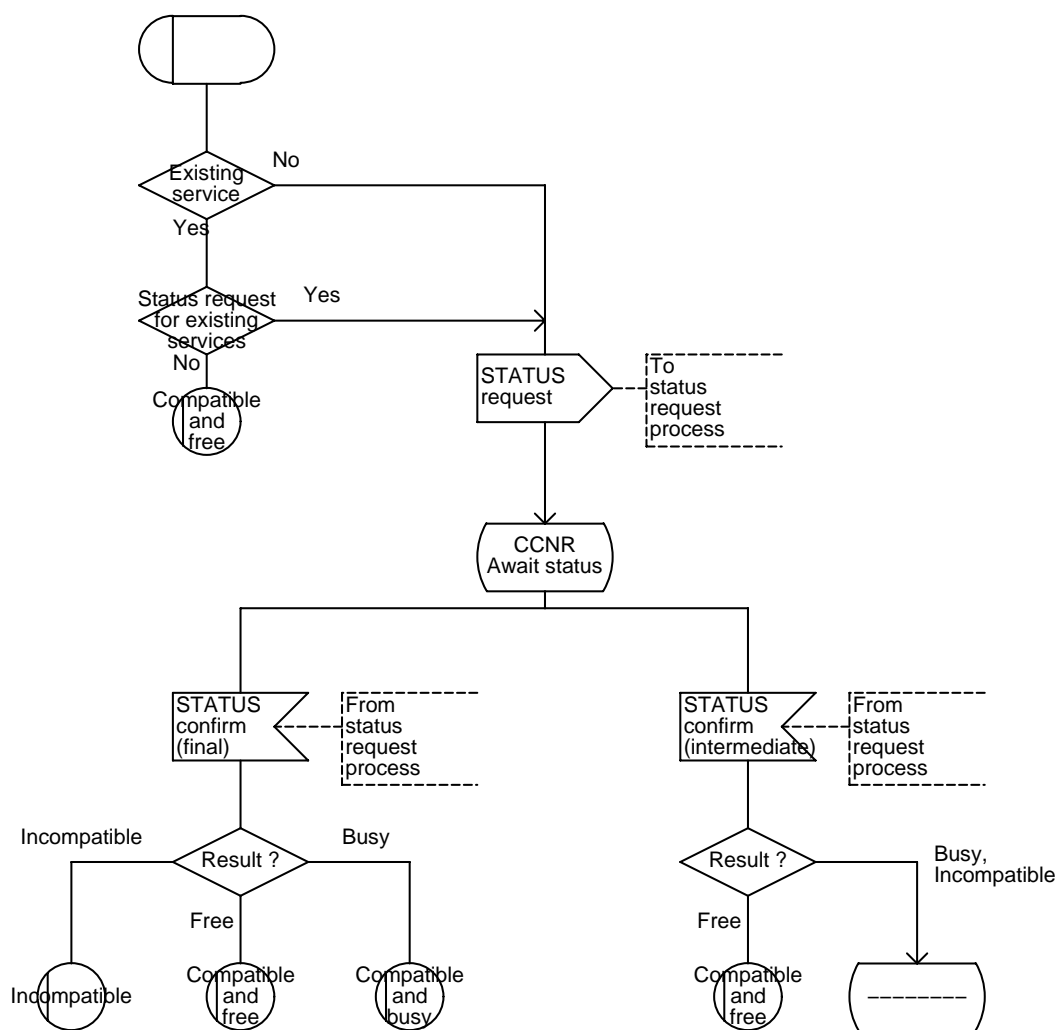 No
Existing
service
Yes
Status request
for existing
services
Yes
No
Compatible
and
free
STATUS
request
To
status
request
process
CCNR
Await status
STATUS
confirm
(final)
From
status
request
process
STATUS
confirm
(intermediate)
From
status
request
process
Incompatible
Result ?
Busy
Free
Result ?
Busy,
Incompatible
Free
Incompatible
Compatible
and
free
Compatible
and
busy
Compatible
and
free